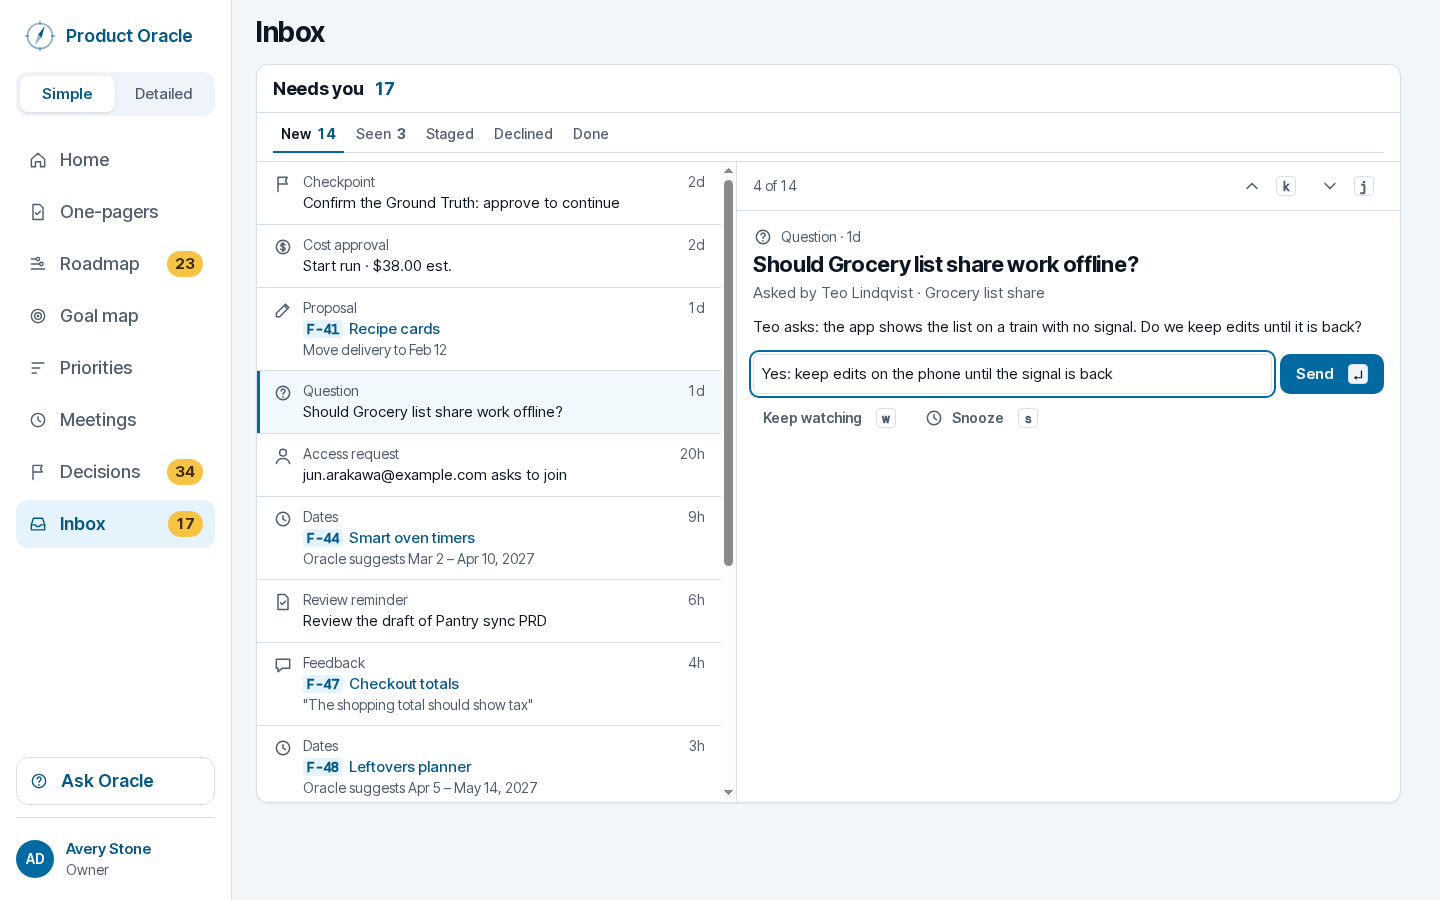 Product Oracle
Simple
Detailed
Home
One-pagers
Roadmap 23
Goal map
Priorities
Meetings
Decisions 34
Inbox 17
Ask Oracle
AD
Avery Stone
Owner
Inbox
Needs you 17
New 14
Seen 3
Staged
Declined
Done
Checkpoint 2d
Confirm the Ground Truth: approve to continue
Cost approval 2d
Start run · $38.00 est.
Proposal 1d
F-41 Recipe cards
Move delivery to Feb 12
Question 1d
Should Grocery list share work offline?
Access request 20h
jun.arakawa@example.com asks to join
Dates 9h
F-44 Smart oven timers
Oracle suggests Mar 2 – Apr 10, 2027
Review reminder 6h
Review the draft of Pantry sync PRD
Feedback 4h
F-47 Checkout totals
"The shopping total should show tax"
Dates 3h
F-48 Leftovers planner
Oracle suggests Apr 5 – May 14, 2027
4 of 14
k
j
Question · 1d
Should Grocery list share work offline?
Asked by Teo Lindqvist · Grocery list share
Teo asks: the app shows the list on a train with no signal. Do we keep edits until it is back?
Yes: keep edits on the phone until the signal is back
Send ↵
Keep watching w
Snooze s